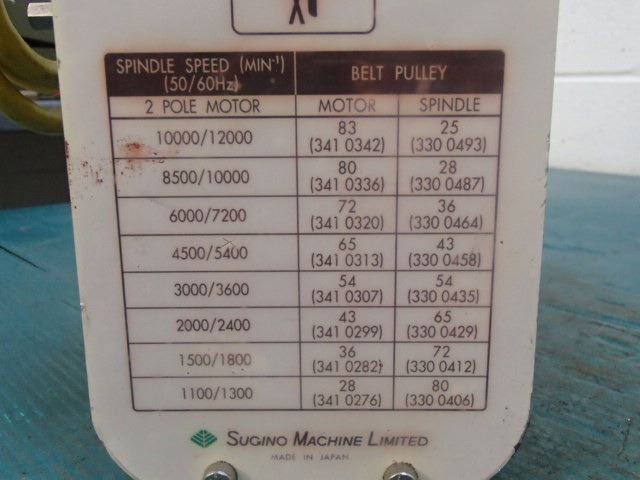 SPINDLE SPEED (MIN⁻¹) BELT PULLEY
(50/60Hz)
2 POLE MOTOR MOTOR SPINDLE
10000/12000 83 25
(341 0342) (330 0493)
8500/10000 80 28
(341 0336) (330 0487)
6000/7200 72 36
(341 0320) (330 0464)
4500/5400 65 43
(341 0313) (330 0458)
3000/3600 54 54
(341 0307) (330 0435)
2000/2400 43 65
(341 0299) (330 0429)
1500/1800 36 72
(341 0282) (330 0412)
1100/1300 28 80
(341 0276) (330 0406)
SUGINO MACHINE LIMITED
MADE IN JAPAN